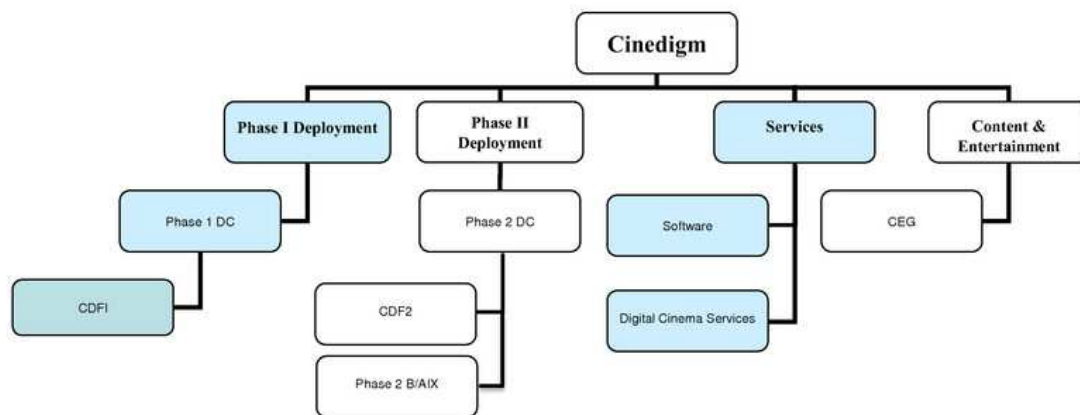 Cinedigm
Phase I Deployment
Phase II
Deployment
Services
Content &
Entertainment
Phase 1 DC
Phase 2 DC
Software
CEG
CDFI
CDF2
Digital Cinema Services
Phase 2 B/AIX